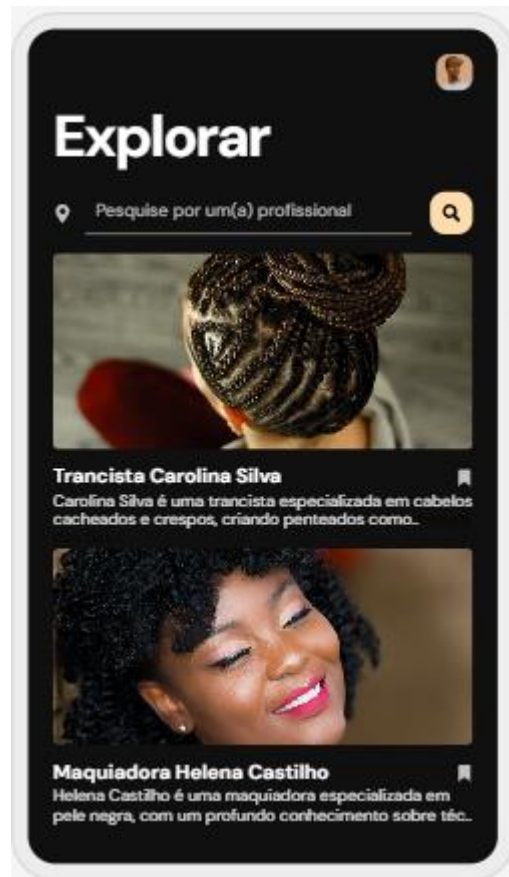 Explorar
Pesquise por um(a) profissional
Trancista Carolina Silva
Carolina Silva é uma trancista especializada em cabelos
cacheados e crespos, criando penteados como...
Maquiadora Helena Castilho
Helena Castilho é uma maquiadora especializada em
pele negra, com um profundo conhecimento sobre téc...